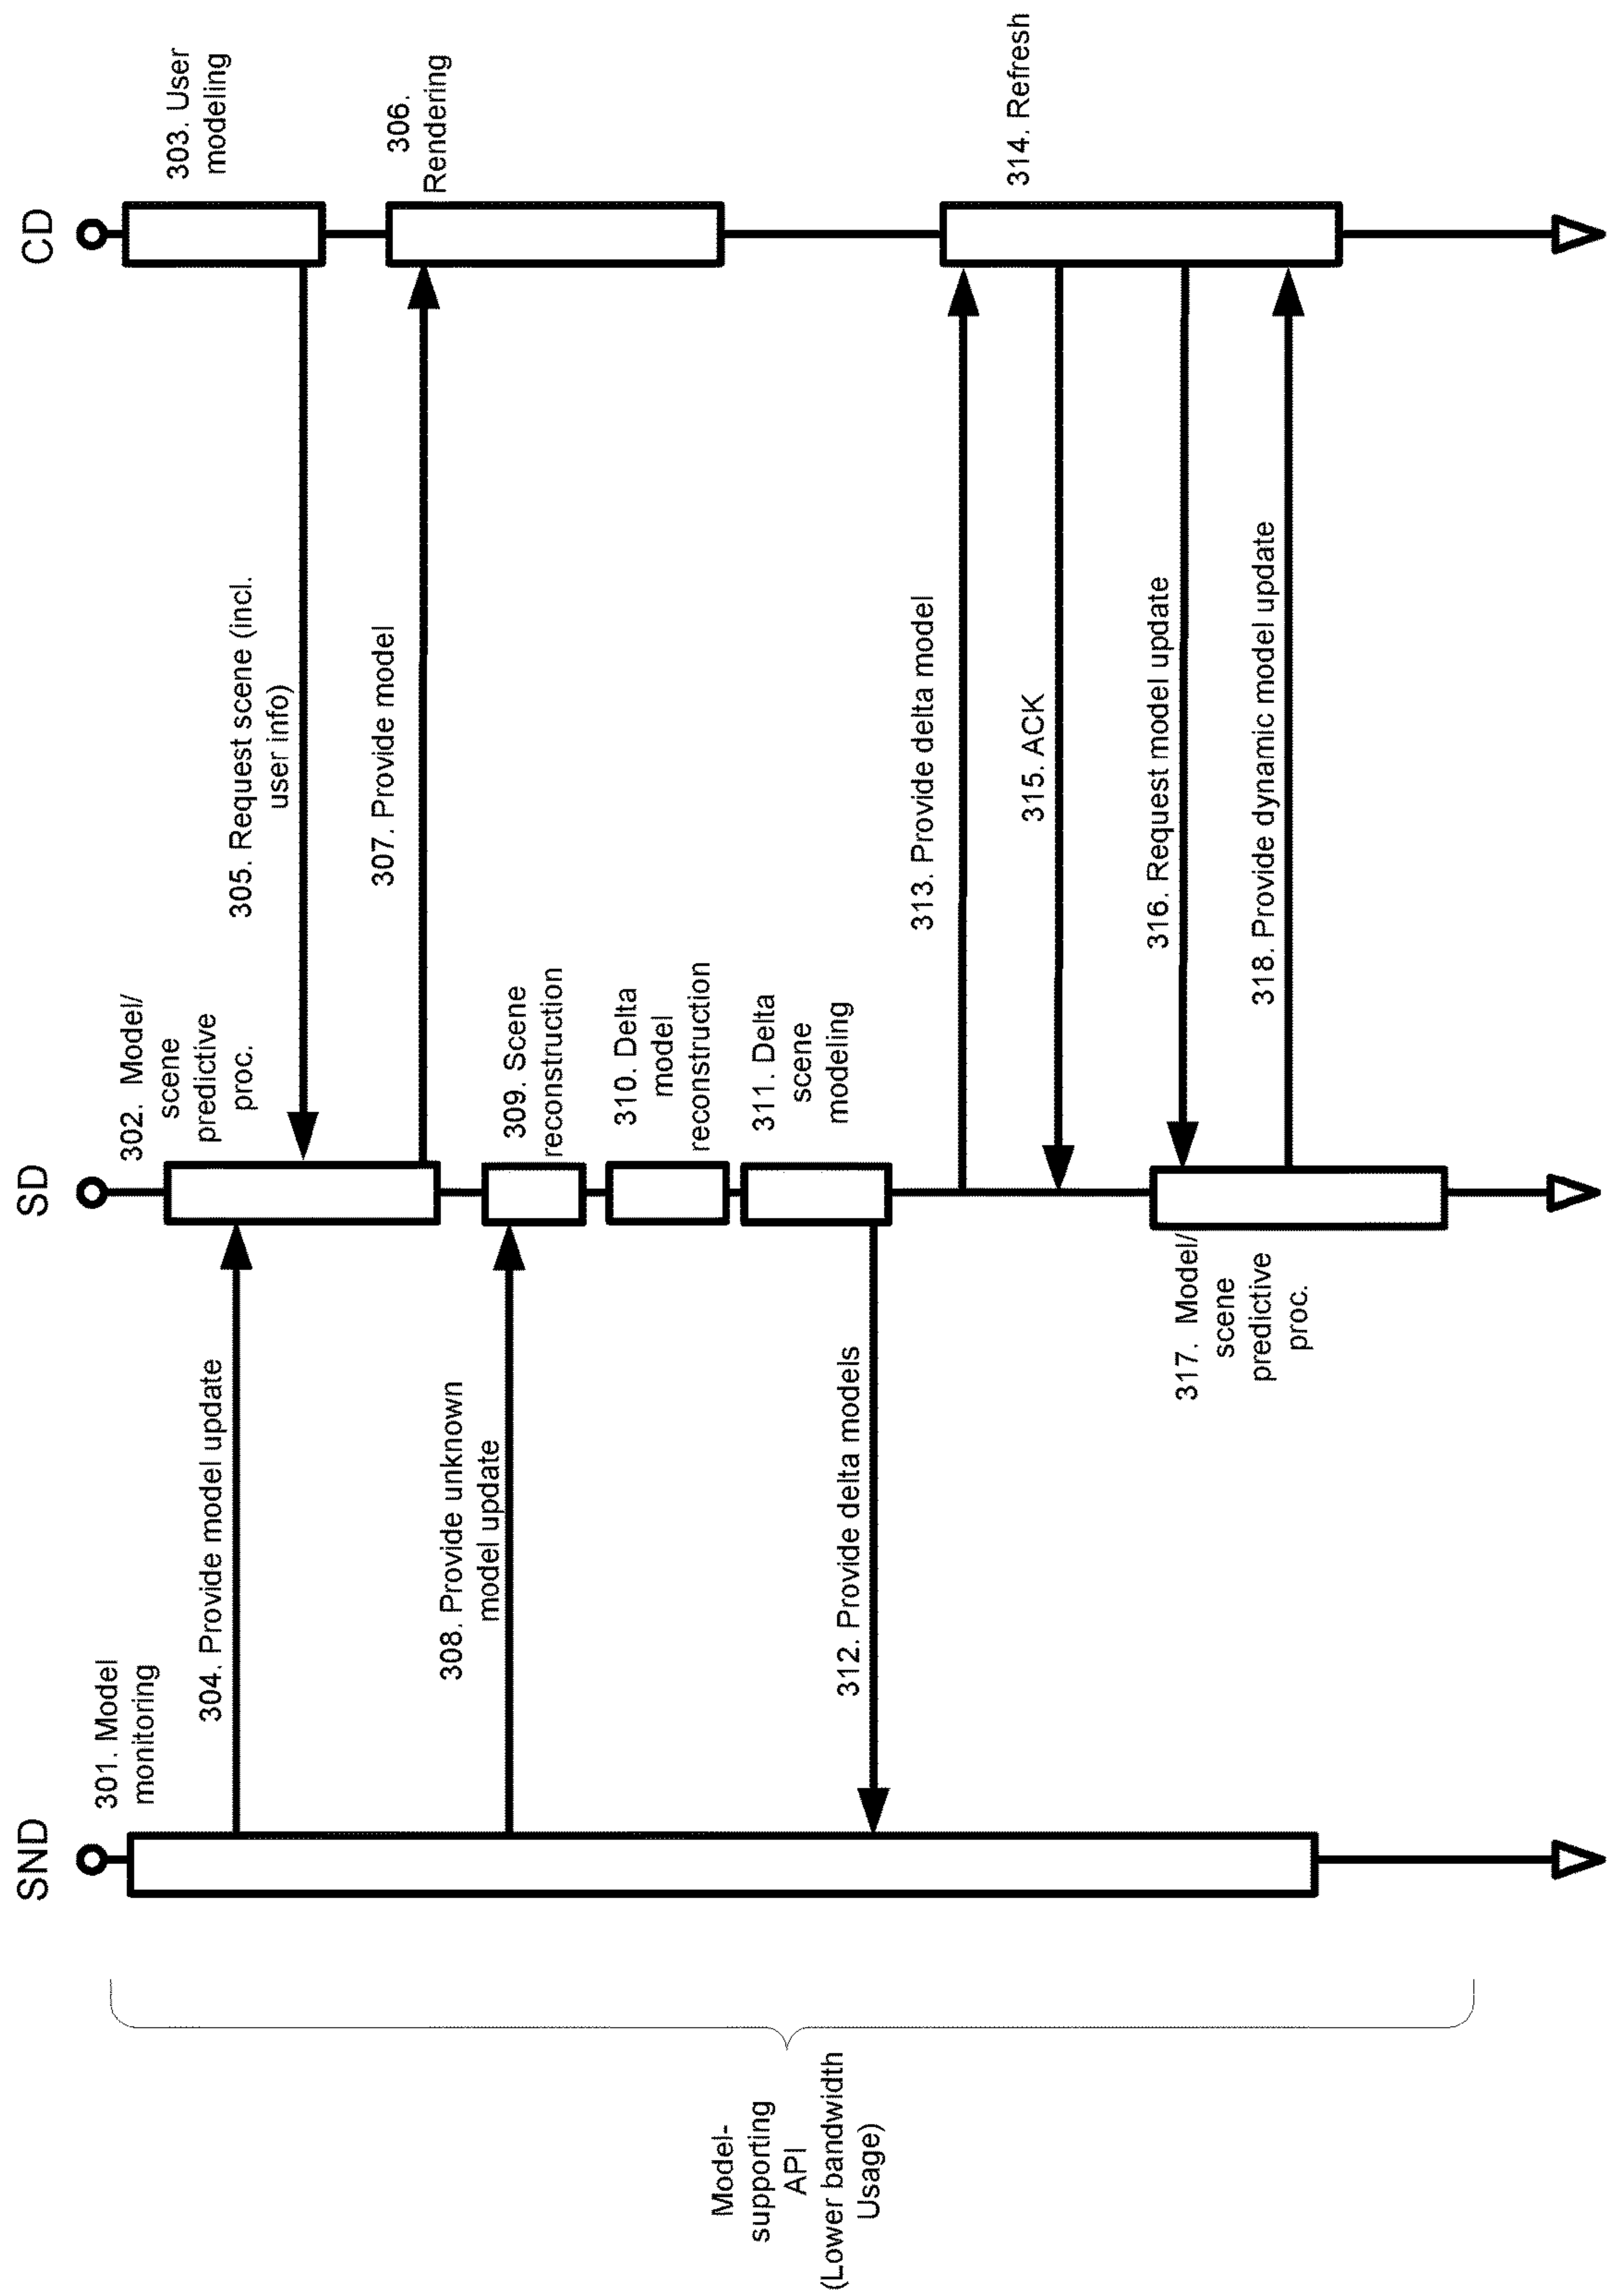 SND
SD
CD
301. Model
monitoring
302.  Model/
scene
predictive
proc.
303. User
modeling
304. Provide model update
305. Request scene (incl.
user info)
306.
Rendering
307. Provide model
308. Provide unknown
model update
309. Scene
reconstruction
310. Delta
model
reconstruction
311. Delta
scene
modeling
312. Provide delta models
313. Provide delta model
314. Refresh
315. ACK
316. Request model update
317.  Model/
scene
predictive
proc.
318. Provide dynamic model update
Model-
supporting
API
(Lower bandwidth
Usage)